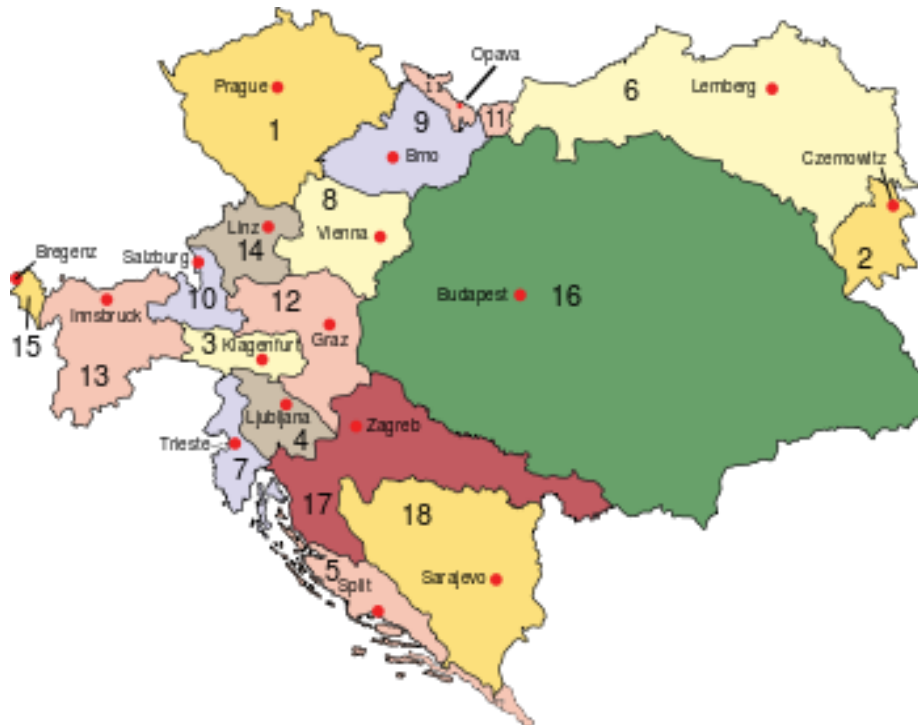 Opava
11
6
Lemberg
Prague
1
9
11
Brno
Czernowitz
8
Linz
Vienna
14
Bregenz
Salzburg
2
10
12
Budapest
16
Innsbruck
15
3
Klagenfurt
Graz
13
Ljubljana
4
Zagreb
Trieste
7
17
18
5
Split
Sarajevo